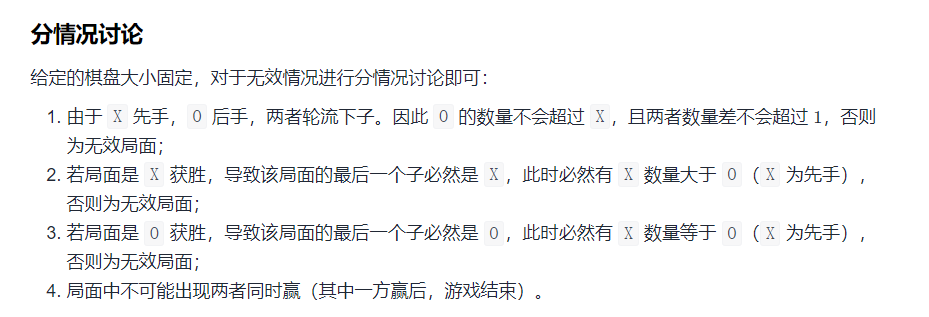 分情况讨论
给定的棋盘大小固定，对于无效情况进行分情况讨论即可：
1. 由于 X 先手，O 后手，两者轮流下子。因此 O 的数量不会超过 X，且两者数量差不会超过 1，否则
为无效局面；
2. 若局面是 X 获胜，导致该局面的最后一个子必然是 X，此时必然有 X 数量大于 O（X 为先手），
否则为无效局面；
3. 若局面是 O 获胜，导致该局面的最后一个子必然是 O，此时必然有 X 数量等于 O（X 为先手），
否则为无效局面；
4. 局面中不可能出现两者同时赢（其中一方赢后，游戏结束）。